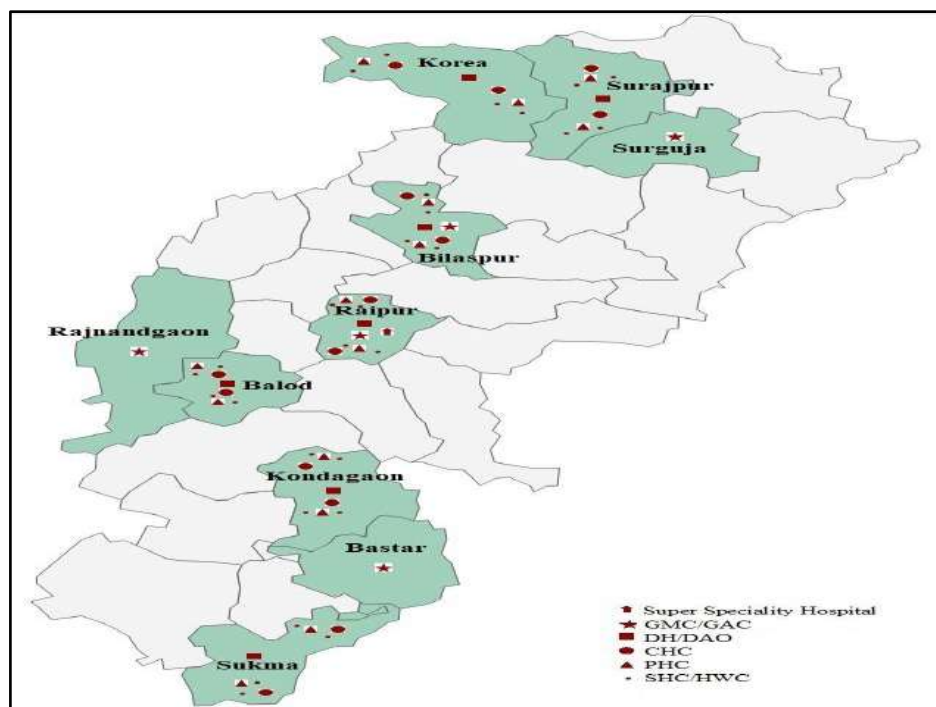 Korea
Surajpur
Surguja
Bilaspur
Raipur
Rajnandgaon
Balod
Kondagaon
Bastar
Sukma
Super Speciality Hospital
GMC/GAC
DH/DAO
CHC
PHC
SHC/HWC